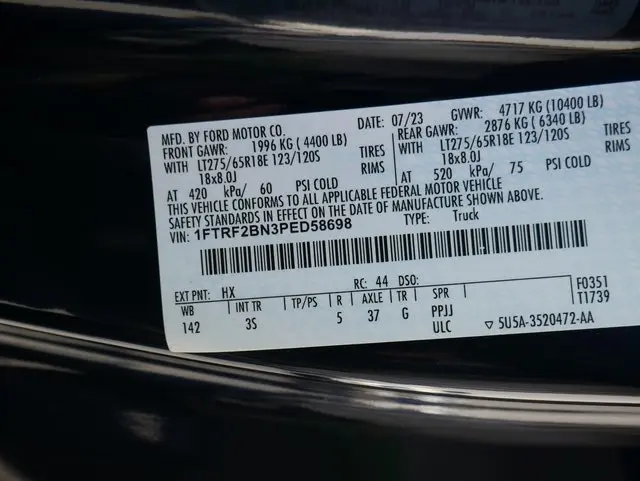 MFD. BY FORD MOTOR CO. DATE: 07/23 GVWR: 4717 KG (10400 LB)
FRONT GAWR: 1996 KG ( 4400 LB) REAR GAWR: 2876 KG ( 6340 LB)
WITH LT275/65R18E 123/120S TIRES WITH LT275/65R18E 123/120S TIRES
18x8.0J RIMS 18x8.0J RIMS
AT 420 kPa/ 60 PSI COLD AT 520 kPa/ 75 PSI COLD
THIS VEHICLE CONFORMS TO ALL APPLICABLE FEDERAL MOTOR VEHICLE
SAFETY STANDARDS IN EFFECT ON THE DATE OF MANUFACTURE SHOWN ABOVE.
VIN: 1FTRF2BN3PED58698 TYPE: Truck
EXT PNT: HX RC: 44 DSO: F0351
WB INT TR TP/PS R AXLE TR SPR T1739
142 3S 5 37 G PPJJ
ULC ▽ 5U5A-3520472-AA